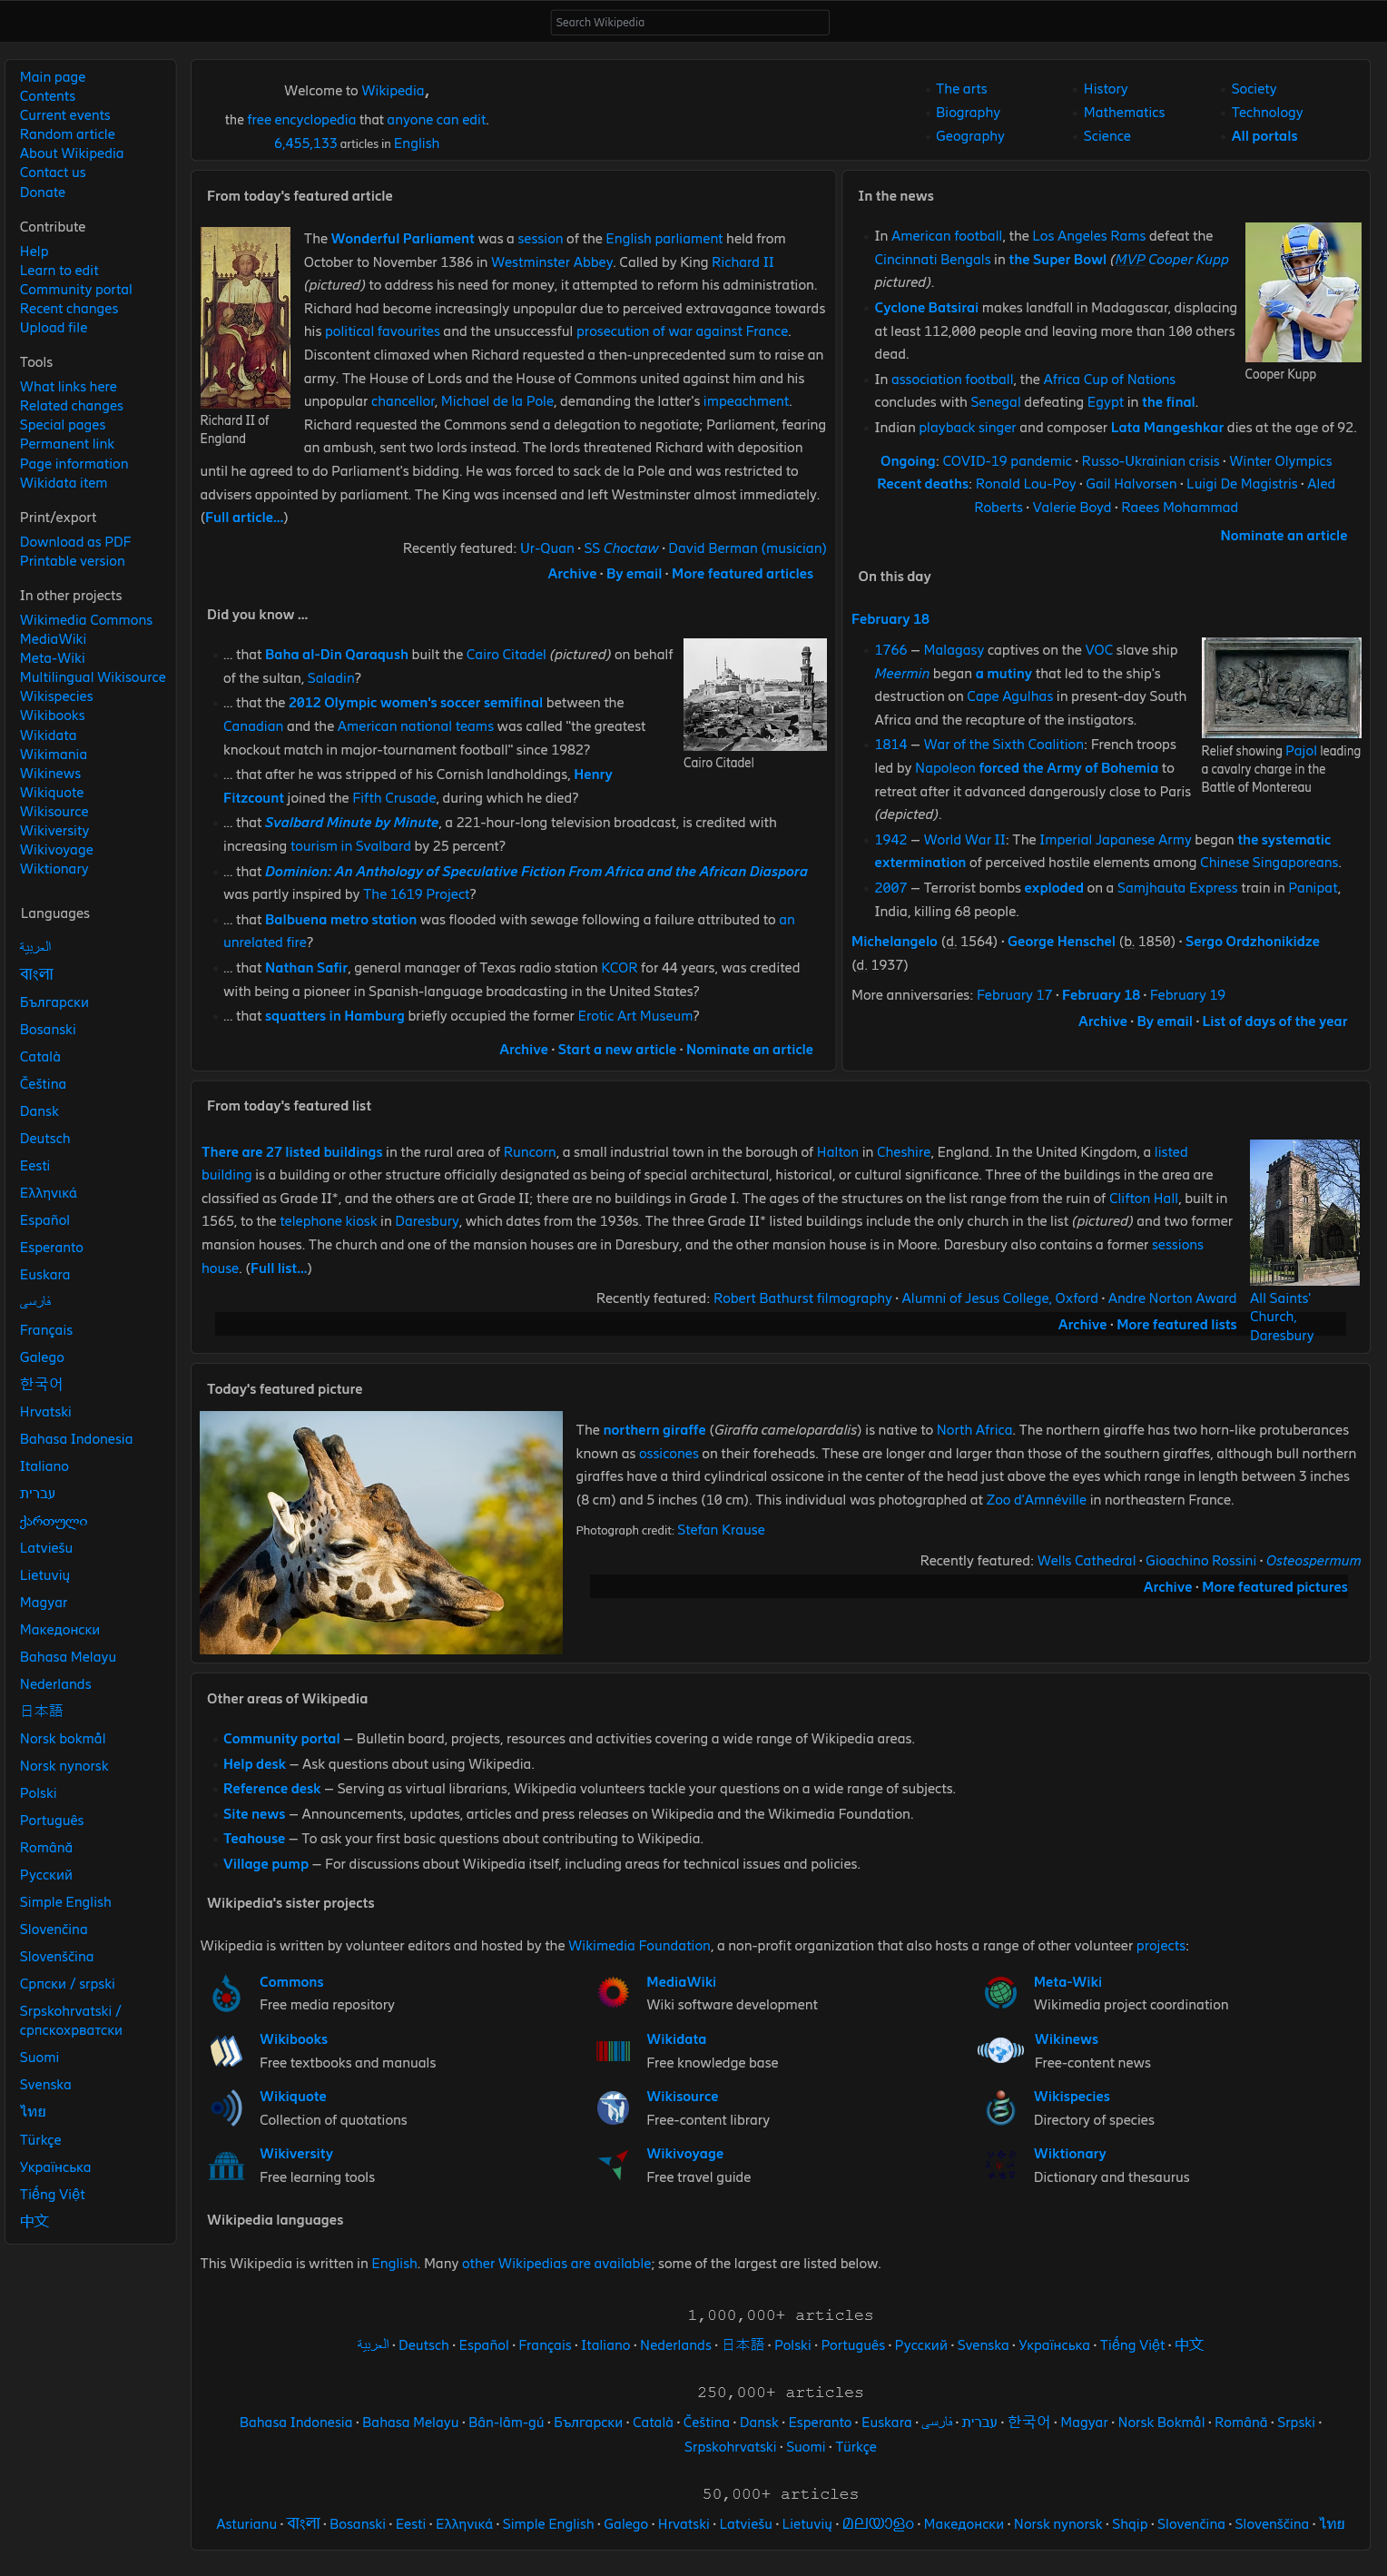 Search Wikipedia
Main page
Contents
Current events
Random article
About Wikipedia
Contact us
Donate
Contribute
Help
Learn to edit
Community portal
Recent changes
Upload file
Tools
What links here
Related changes
Special pages
Permanent link
Page information
Wikidata item
Print/export
Download as PDF
Printable version
In other projects
Wikimedia Commons
MediaWiki
Meta-Wiki
Multilingual Wikisource
Wikispecies
Wikibooks
Wikidata
Wikimania
Wikinews
Wikiquote
Wikisource
Wikiversity
Wikivoyage
Wiktionary
Languages
العربية
বাংলা
Български
Bosanski
Català
Čeština
Dansk
Deutsch
Eesti
Ελληνικά
Español
Esperanto
Euskara
فارسی
Français
Galego
한국어
Hrvatski
Bahasa Indonesia
Italiano
עברית
ქართული
Latviešu
Lietuvių
Magyar
Македонски
Bahasa Melayu
Nederlands
日本語
Norsk bokmål
Norsk nynorsk
Polski
Português
Română
Русский
Simple English
Slovenčina
Slovenščina
Српски / srpski
Srpskohrvatski /
српскохрватски
Suomi
Svenska
ไทย
Türkçe
Українська
Tiếng Việt
中文
Welcome to Wikipedia,
the free encyclopedia that anyone can edit.
6,455,133 articles in English
The arts
Biography
Geography
History
Mathematics
Science
Society
Technology
All portals
From today's featured article
The Wonderful Parliament was a session of the English parliament held from
October to November 1386 in Westminster Abbey. Called by King Richard II
(pictured) to address his need for money, it attempted to reform his administration.
Richard had become increasingly unpopular due to perceived extravagance towards
his political favourites and the unsuccessful prosecution of war against France.
Discontent climaxed when Richard requested a then-unprecedented sum to raise an
army. The House of Lords and the House of Commons united against him and his
unpopular chancellor, Michael de la Pole, demanding the latter's impeachment.
Richard requested the Commons send a delegation to negotiate; Parliament, fearing
an ambush, sent two lords instead. The lords threatened Richard with deposition
until he agreed to do Parliament's bidding. He was forced to sack de la Pole and was restricted to
advisers appointed by parliament. The King was incensed and left Westminster almost immediately.
(Full article...)
Richard II of
England
Recently featured: Ur-Quan · SS Choctaw · David Berman (musician)
Archive · By email · More featured articles
Did you know ...
... that Baha al-Din Qaraqush built the Cairo Citadel (pictured) on behalf
of the sultan, Saladin?
... that the 2012 Olympic women's soccer semifinal between the
Canadian and the American national teams was called "the greatest
knockout match in major-tournament football" since 1982?
... that after he was stripped of his Cornish landholdings, Henry
Fitzcount joined the Fifth Crusade, during which he died?
... that Svalbard Minute by Minute, a 221-hour-long television broadcast, is credited with
increasing tourism in Svalbard by 25 percent?
... that Dominion: An Anthology of Speculative Fiction From Africa and the African Diaspora
was partly inspired by The 1619 Project?
... that Balbuena metro station was flooded with sewage following a failure attributed to an
unrelated fire?
... that Nathan Safir, general manager of Texas radio station KCOR for 44 years, was credited
with being a pioneer in Spanish-language broadcasting in the United States?
... that squatters in Hamburg briefly occupied the former Erotic Art Museum?
Cairo Citadel
Archive · Start a new article · Nominate an article
In the news
In American football, the Los Angeles Rams defeat the
Cincinnati Bengals in the Super Bowl (MVP Cooper Kupp
pictured).
Cyclone Batsirai makes landfall in Madagascar, displacing
at least 112,000 people and leaving more than 100 others
dead.
In association football, the Africa Cup of Nations
concludes with Senegal defeating Egypt in the final.
Indian playback singer and composer Lata Mangeshkar dies at the age of 92.
10
Cooper Kupp
Ongoing: COVID-19 pandemic · Russo-Ukrainian crisis · Winter Olympics
Recent deaths: Ronald Lou-Poy · Gail Halvorsen · Luigi De Magistris · Aled
Roberts · Valerie Boyd · Raees Mohammad
Nominate an article
On this day
February 18
1766 – Malagasy captives on the VOC slave ship
Meermin began a mutiny that led to the ship's
destruction on Cape Agulhas in present-day South
Africa and the recapture of the instigators.
1814 – War of the Sixth Coalition: French troops
led by Napoleon forced the Army of Bohemia to
retreat after it advanced dangerously close to Paris
(depicted).
1942 – World War II: The Imperial Japanese Army began the systematic
extermination of perceived hostile elements among Chinese Singaporeans.
2007 – Terrorist bombs exploded on a Samjhauta Express train in Panipat,
India, killing 68 people.
Relief showing Pajol leading
a cavalry charge in the
Battle of Montereau
Michelangelo (d. 1564) · George Henschel (b. 1850) · Sergo Ordzhonikidze
(d. 1937)
More anniversaries: February 17 · February 18 · February 19
Archive · By email · List of days of the year
From today's featured list
There are 27 listed buildings in the rural area of Runcorn, a small industrial town in the borough of Halton in Cheshire, England. In the United Kingdom, a listed
building is a building or other structure officially designated as being of special architectural, historical, or cultural significance. Three of the buildings in the area are
classified as Grade II*, and the others are at Grade II; there are no buildings in Grade I. The ages of the structures on the list range from the ruin of Clifton Hall, built in
1565, to the telephone kiosk in Daresbury, which dates from the 1930s. The three Grade II* listed buildings include the only church in the list (pictured) and two former
mansion houses. The church and one of the mansion houses are in Daresbury, and the other mansion house is in Moore. Daresbury also contains a former sessions
house. (Full list...)
Recently featured: Robert Bathurst filmography · Alumni of Jesus College, Oxford · Andre Norton Award
Archive · More featured lists
All Saints'
Church,
Daresbury
Today's featured picture
The northern giraffe (Giraffa camelopardalis) is native to North Africa. The northern giraffe has two horn-like protuberances
known as ossicones on their foreheads. These are longer and larger than those of the southern giraffes, although bull northern
giraffes have a third cylindrical ossicone in the center of the head just above the eyes which range in length between 3 inches
(8 cm) and 5 inches (10 cm). This individual was photographed at Zoo d'Amnéville in northeastern France.
Photograph credit: Stefan Krause
Recently featured: Wells Cathedral · Gioachino Rossini · Osteospermum
Archive · More featured pictures
Other areas of Wikipedia
Community portal – Bulletin board, projects, resources and activities covering a wide range of Wikipedia areas.
Help desk – Ask questions about using Wikipedia.
Reference desk – Serving as virtual librarians, Wikipedia volunteers tackle your questions on a wide range of subjects.
Site news – Announcements, updates, articles and press releases on Wikipedia and the Wikimedia Foundation.
Teahouse – To ask your first basic questions about contributing to Wikipedia.
Village pump – For discussions about Wikipedia itself, including areas for technical issues and policies.
Wikipedia's sister projects
Wikipedia is written by volunteer editors and hosted by the Wikimedia Foundation, a non-profit organization that also hosts a range of other volunteer projects:
Commons
Free media repository
MediaWiki
Wiki software development
Meta-Wiki
Wikimedia project coordination
Wikibooks
Free textbooks and manuals
Wikidata
Free knowledge base
Wikinews
Free-content news
Wikiquote
Collection of quotations
Wikisource
Free-content library
Wikispecies
Directory of species
Wikiversity
Free learning tools
Wikivoyage
Free travel guide
Wiktionary
Dictionary and thesaurus
Wikipedia languages
This Wikipedia is written in English. Many other Wikipedias are available; some of the largest are listed below.
1,000,000+ articles
العربية · Deutsch · Español · Français · Italiano · Nederlands · 日本語 · Polski · Português · Русский · Svenska · Українська · Tiếng Việt · 中文
250,000+ articles
Bahasa Indonesia · Bahasa Melayu · Bân-lâm-gú · Български · Català · Čeština · Dansk · Esperanto · Euskara · فارسی · עברית · 한국어 · Magyar · Norsk Bokmål · Română · Srpski ·
Srpskohrvatski · Suomi · Türkçe
50,000+ articles
Asturianu · বাংলা · Bosanski · Eesti · Ελληνικά · Simple English · Galego · Hrvatski · Latviešu · Lietuvių · മലയാളം · Македонски · Norsk nynorsk · Shqip · Slovenčina · Slovenščina · ไทย